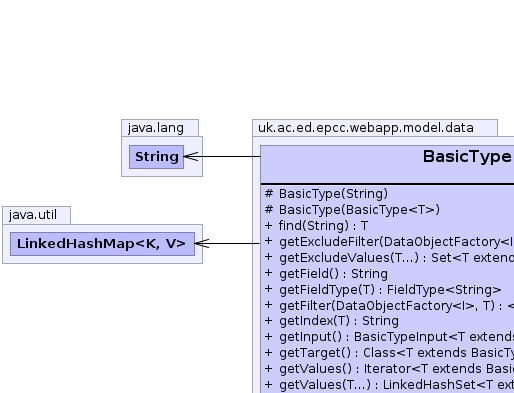 java.lang
String
java.util
LinkedHashMap<K, V>
uk.ac.ed.epcc.webapp.model.data
BasicType
# BasicType(String)
# BasicType(BasicType<T>)
+ find(String) : T
+ getExcludeFilter(DataObjectFactory<I
+ getExcludeValues(T...) : Set<T extend
+ getField() : String
+ getFieldType(T) : FieldType<String>
+ getFilter(DataObjectFactory<I>, T) : <
+ getIndex(T) : String
+ getInput() : BasicTypeInput<T extends
+ getTarget() : Class<T extends BasicTy
+ getValues() : Iterator<T extends Basi
+ getValues(T...) : LinkedHashSet<T ext